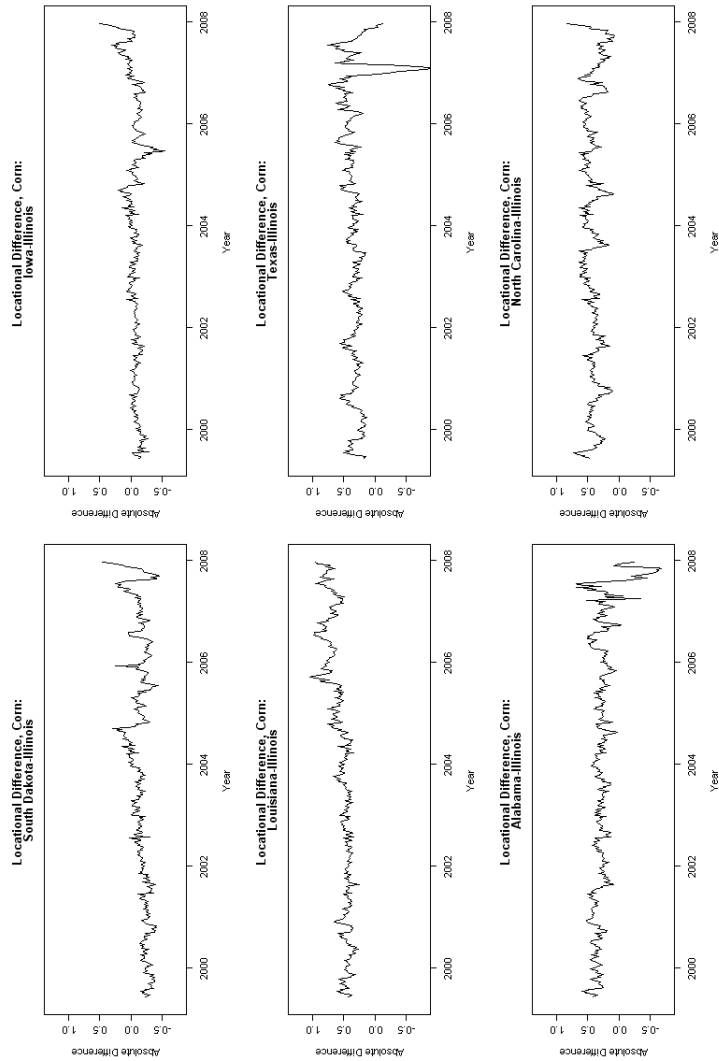 Locational Difference, Corn:
South Dakota-Illinois
Absolute Difference
1.0
0.5
0.0
-0.5
2000 2002 2004 2006 2008
Year
Locational Difference, Corn:
Iowa-Illinois
Absolute Difference
1.0
0.5
0.0
-0.5
2000 2002 2004 2006 2008
Year
Locational Difference, Corn:
Louisiana-Illinois
Absolute Difference
1.0
0.5
0.0
-0.5
2000 2002 2004 2006 2008
Year
Locational Difference, Corn:
Texas-Illinois
Absolute Difference
1.0
0.5
0.0
-0.5
2000 2002 2004 2006 2008
Year
Locational Difference, Corn:
Alabama-Illinois
Absolute Difference
1.0
0.5
0.0
-0.5
2000 2002 2004 2006 2008
Year
Locational Difference, Corn:
North Carolina-Illinois
Absolute Difference
1.0
0.5
0.0
-0.5
2000 2002 2004 2006 2008
Year